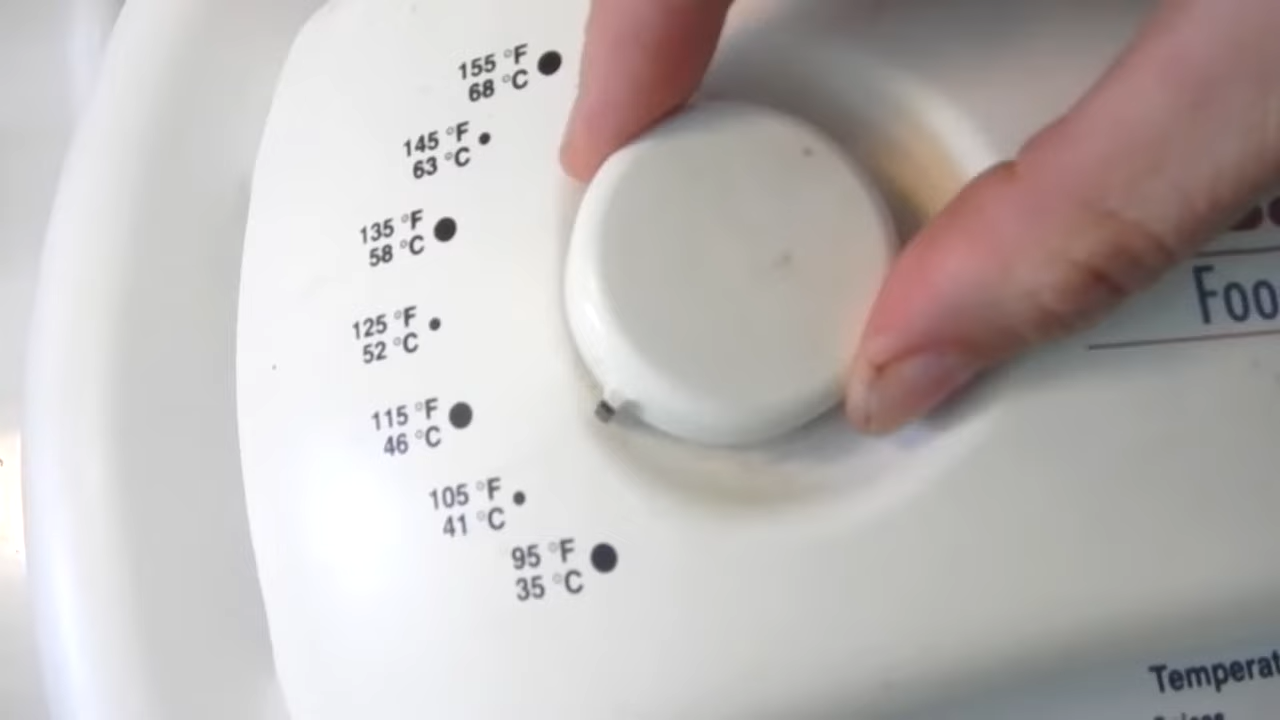 155 °F
68 °C
145 °F
63 °C
135 °F
58 °C
125 °F
52 °C
115 °F
46 °C
105 °F
41 °C
95 °F
35 °C
Foo
Temperat